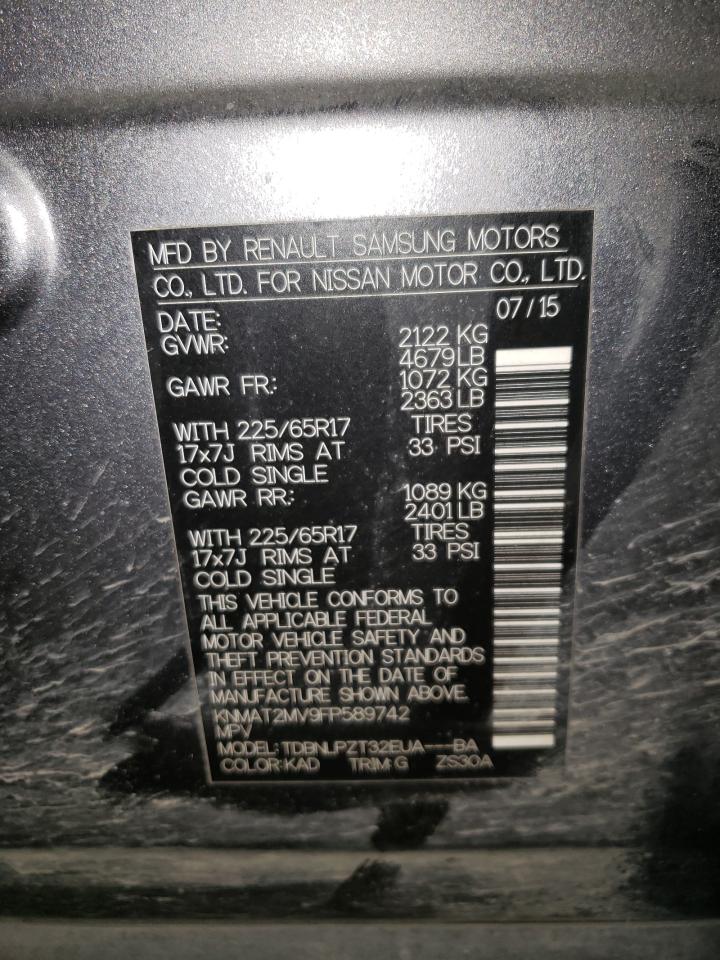 MFD BY RENAULT SAMSUNG MOTORS
CO., LTD. FOR NISSAN MOTOR CO., LTD.
DATE: 07/15
GVWR: 2122 KG
4679LB
GAWR FR: 1072 KG
2363 LB
WITH 225/65R17 TIRES
17x7J RIMS AT 33 PSI
COLD SINGLE
GAWR RR: 1089 KG
2401 LB
WITH 225/65R17 TIRES
17x7J RIMS AT 33 PSI
COLD SINGLE
THIS VEHICLE CONFORMS TO
ALL APPLICABLE FEDERAL
MOTOR VEHICLE SAFETY AND
THEFT PREVENTION STANDARDS
IN EFFECT ON THE DATE OF
MANUFACTURE SHOWN ABOVE.
KNMAT2MV9FP589742
MPV
MODEL: TDBNLPZT32EUA---BA
COLOR:KAD TRIM:G ZS30A